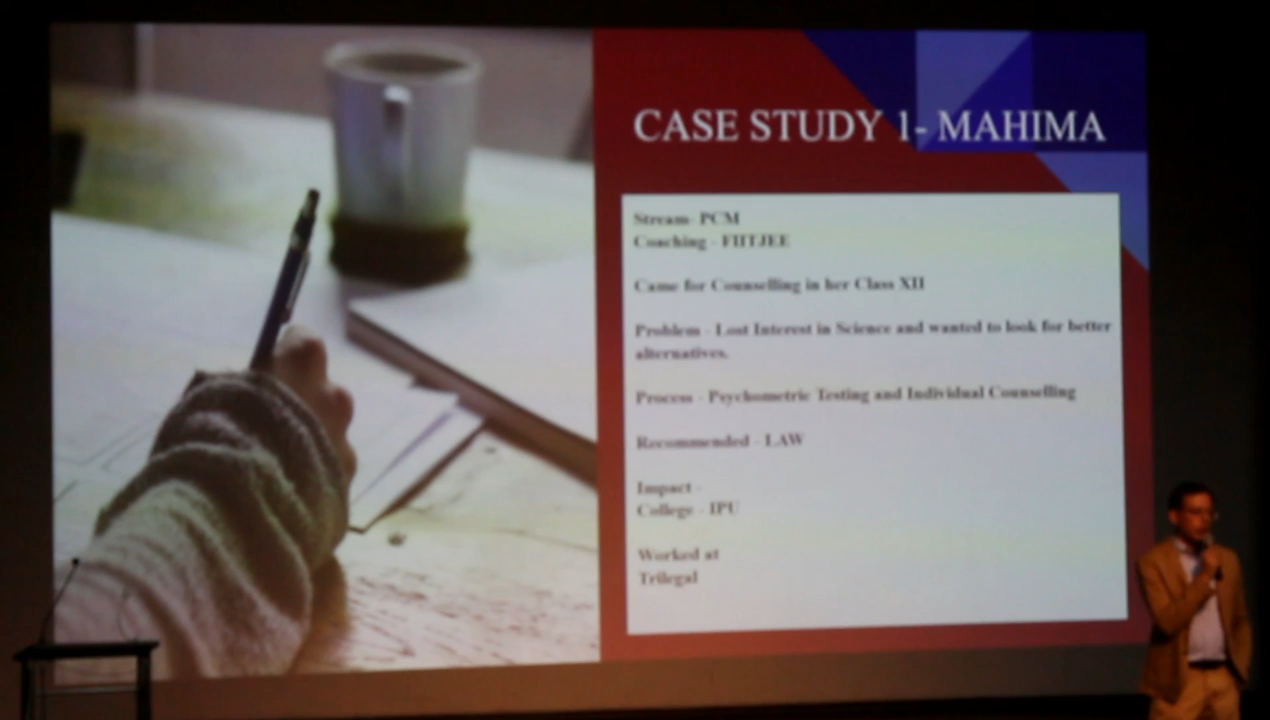 CASE STUDY 1- MAHIMA
Stream- PCM
Coaching - FIITJEE
Came for Counselling in her Class XII
Problem - Lost Interest in Science and wanted to look for better
alternatives.
Process - Psychometric Testing and Individual Counselling
Recommended - LAW
Impact -
College - IPU
Worked at
Trilegal